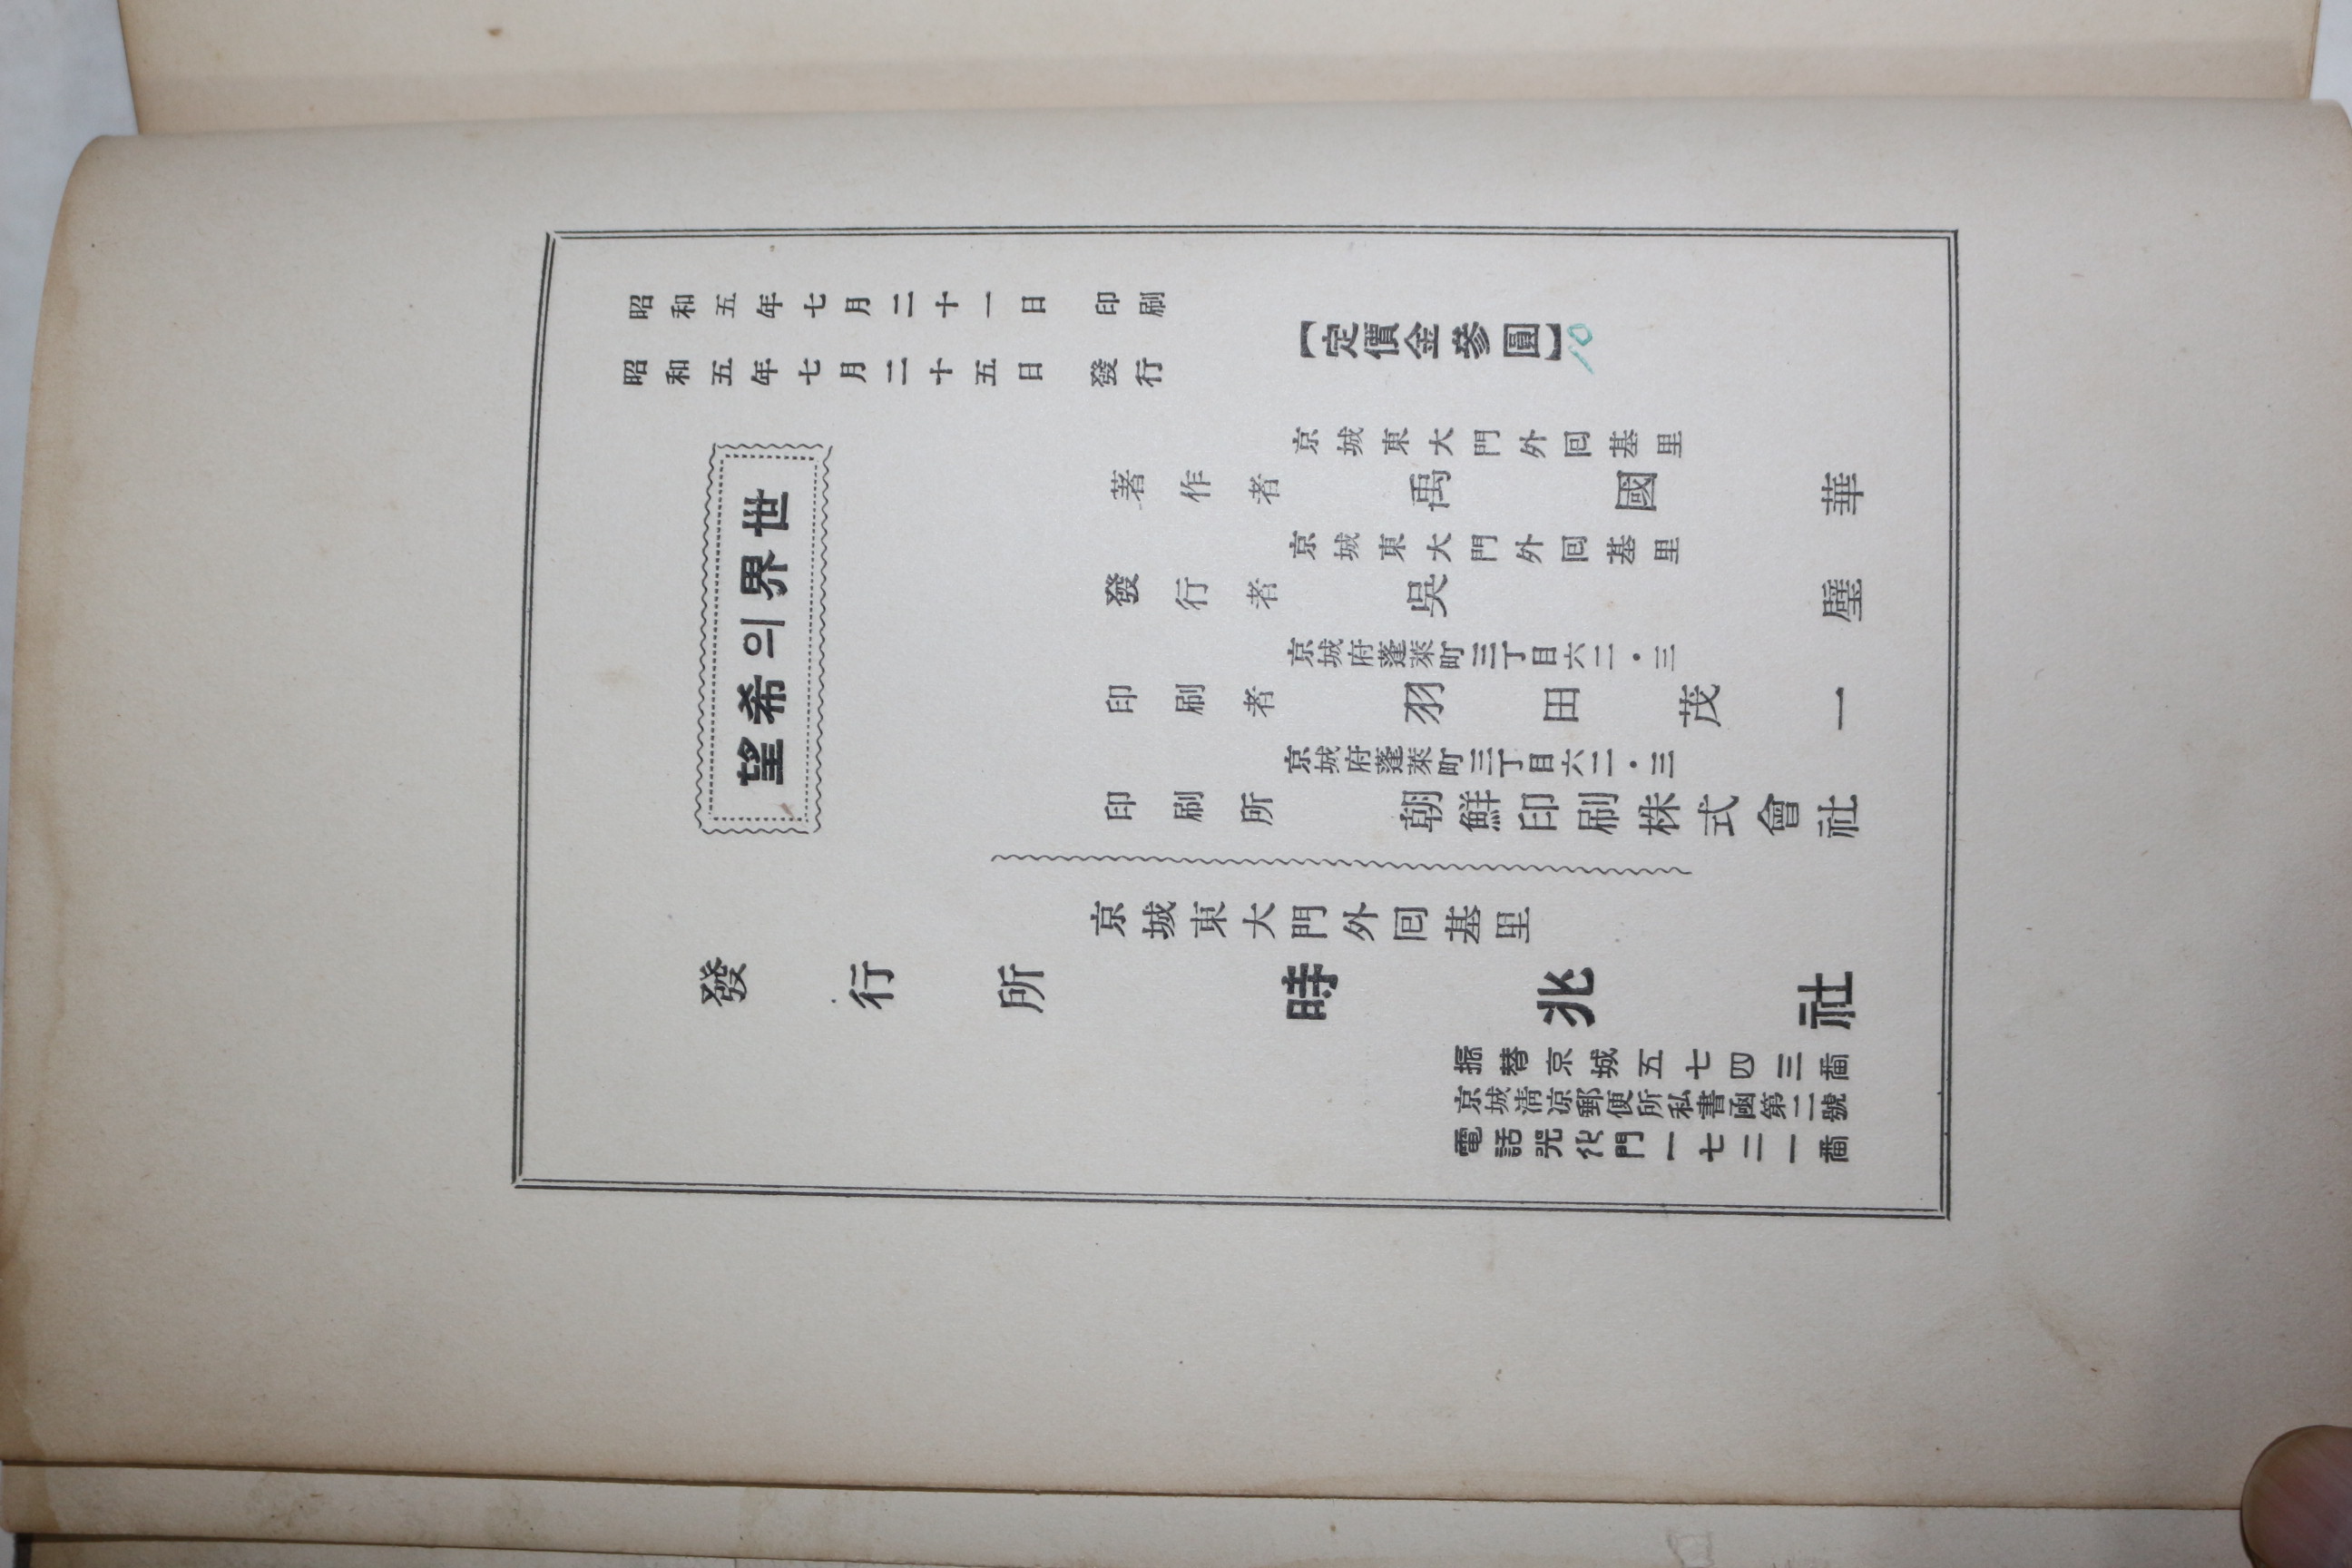 昭和五年七月二十一日 印刷
昭和五年七月二十五日 發行
【定價金參圓】
世界의希望
京城東大門外回基里
著作者 禹國華
京城東大門外回基里
發行者 吳璧
京城府蓬萊町三丁目六二・三
印刷者 羽田茂一
京城府蓬萊町三丁目六二・三
印刷所 朝鮮印刷株式會社
京城東大門外回基里
發行所 時兆社
振替京城五七四三番
京城淸凉郵便所私書函第二號
電話光化門一七二一番